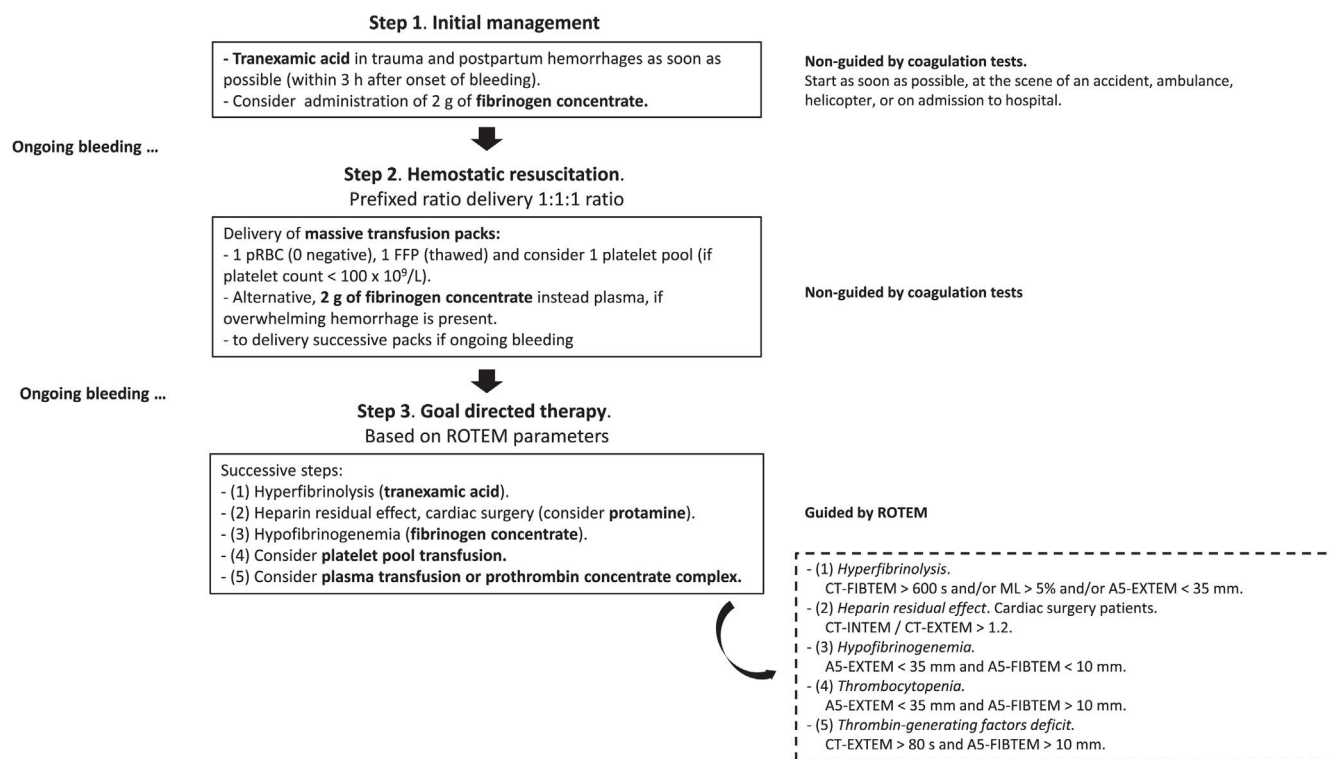 Step 1. Initial management
- Tranexamic acid in trauma and postpartum hemorrhages as soon as
possible (within 3 h after onset of bleeding).
- Consider administration of 2 g of fibrinogen concentrate.
Non-guided by coagulation tests.
Start as soon as possible, at the scene of an accident, ambulance,
helicopter, or on admission to hospital.
Ongoing bleeding ...
Step 2. Hemostatic resuscitation.
Prefixed ratio delivery 1:1:1 ratio
Delivery of massive transfusion packs:
- 1 pRBC (0 negative), 1 FFP (thawed) and consider 1 platelet pool (if
platelet count < 100 x 10⁹/L).
- Alternative, 2 g of fibrinogen concentrate instead plasma, if
overwhelming hemorrhage is present.
- to delivery successive packs if ongoing bleeding
Non-guided by coagulation tests
Ongoing bleeding ...
Step 3. Goal directed therapy.
Based on ROTEM parameters
Successive steps:
- (1) Hyperfibrinolysis (tranexamic acid).
- (2) Heparin residual effect, cardiac surgery (consider protamine).
- (3) Hypofibrinogenemia (fibrinogen concentrate).
- (4) Consider platelet pool transfusion.
- (5) Consider plasma transfusion or prothrombin concentrate complex.
Guided by ROTEM
- (1) Hyperfibrinolysis.
CT-FIBTEM > 600 s and/or ML > 5% and/or A5-EXTEM < 35 mm.
- (2) Heparin residual effect. Cardiac surgery patients.
CT-INTEM / CT-EXTEM > 1.2.
- (3) Hypofibrinogenemia.
A5-EXTEM < 35 mm and A5-FIBTEM < 10 mm.
- (4) Thrombocytopenia.
A5-EXTEM < 35 mm and A5-FIBTEM > 10 mm.
- (5) Thrombin-generating factors deficit.
CT-EXTEM > 80 s and A5-FIBTEM > 10 mm.